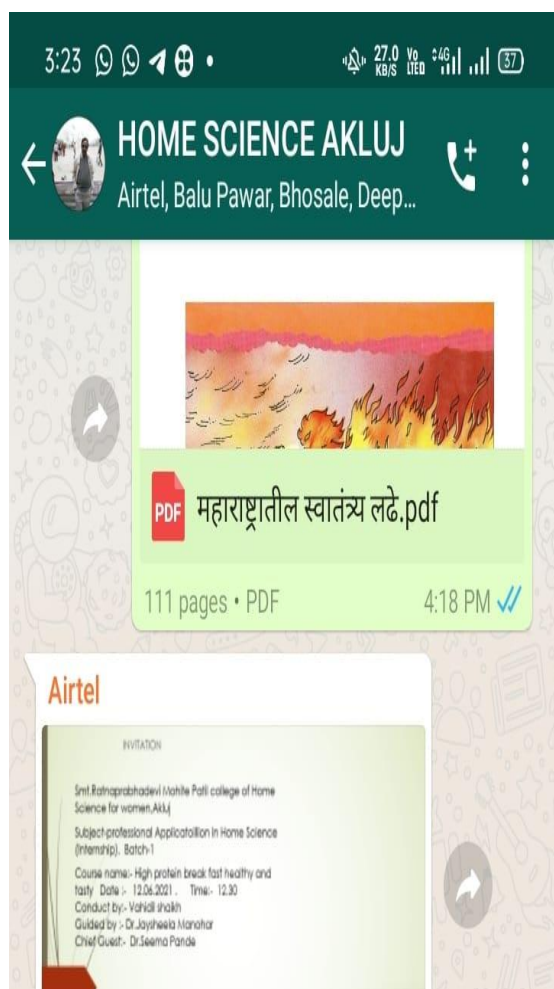 3:23 27.0 KB/S Vo LTED 4G 37
HOME SCIENCE AKLUJ
Airtel, Balu Pawar, Bhosale, Deep...
PDF महाराष्ट्रातील स्वातंत्र्य लढे.pdf
111 pages • PDF 4:18 PM
Airtel
INVITATION
Smt.Ratnaprabhadevi Mohite Patil college of Home
Science for women,Akluj
Subject-professional Applicatoilion in Home Science
(Internship). Batch-1
Course name:- High protein break fast healthy and
tasty Date :- 12.06.2021 . Time:- 12.30
Conduct by:- Vahidi shaikh
Guided by :- Dr.Jaysheela Manohar
Chief Guest:- Dr.Seema Pande